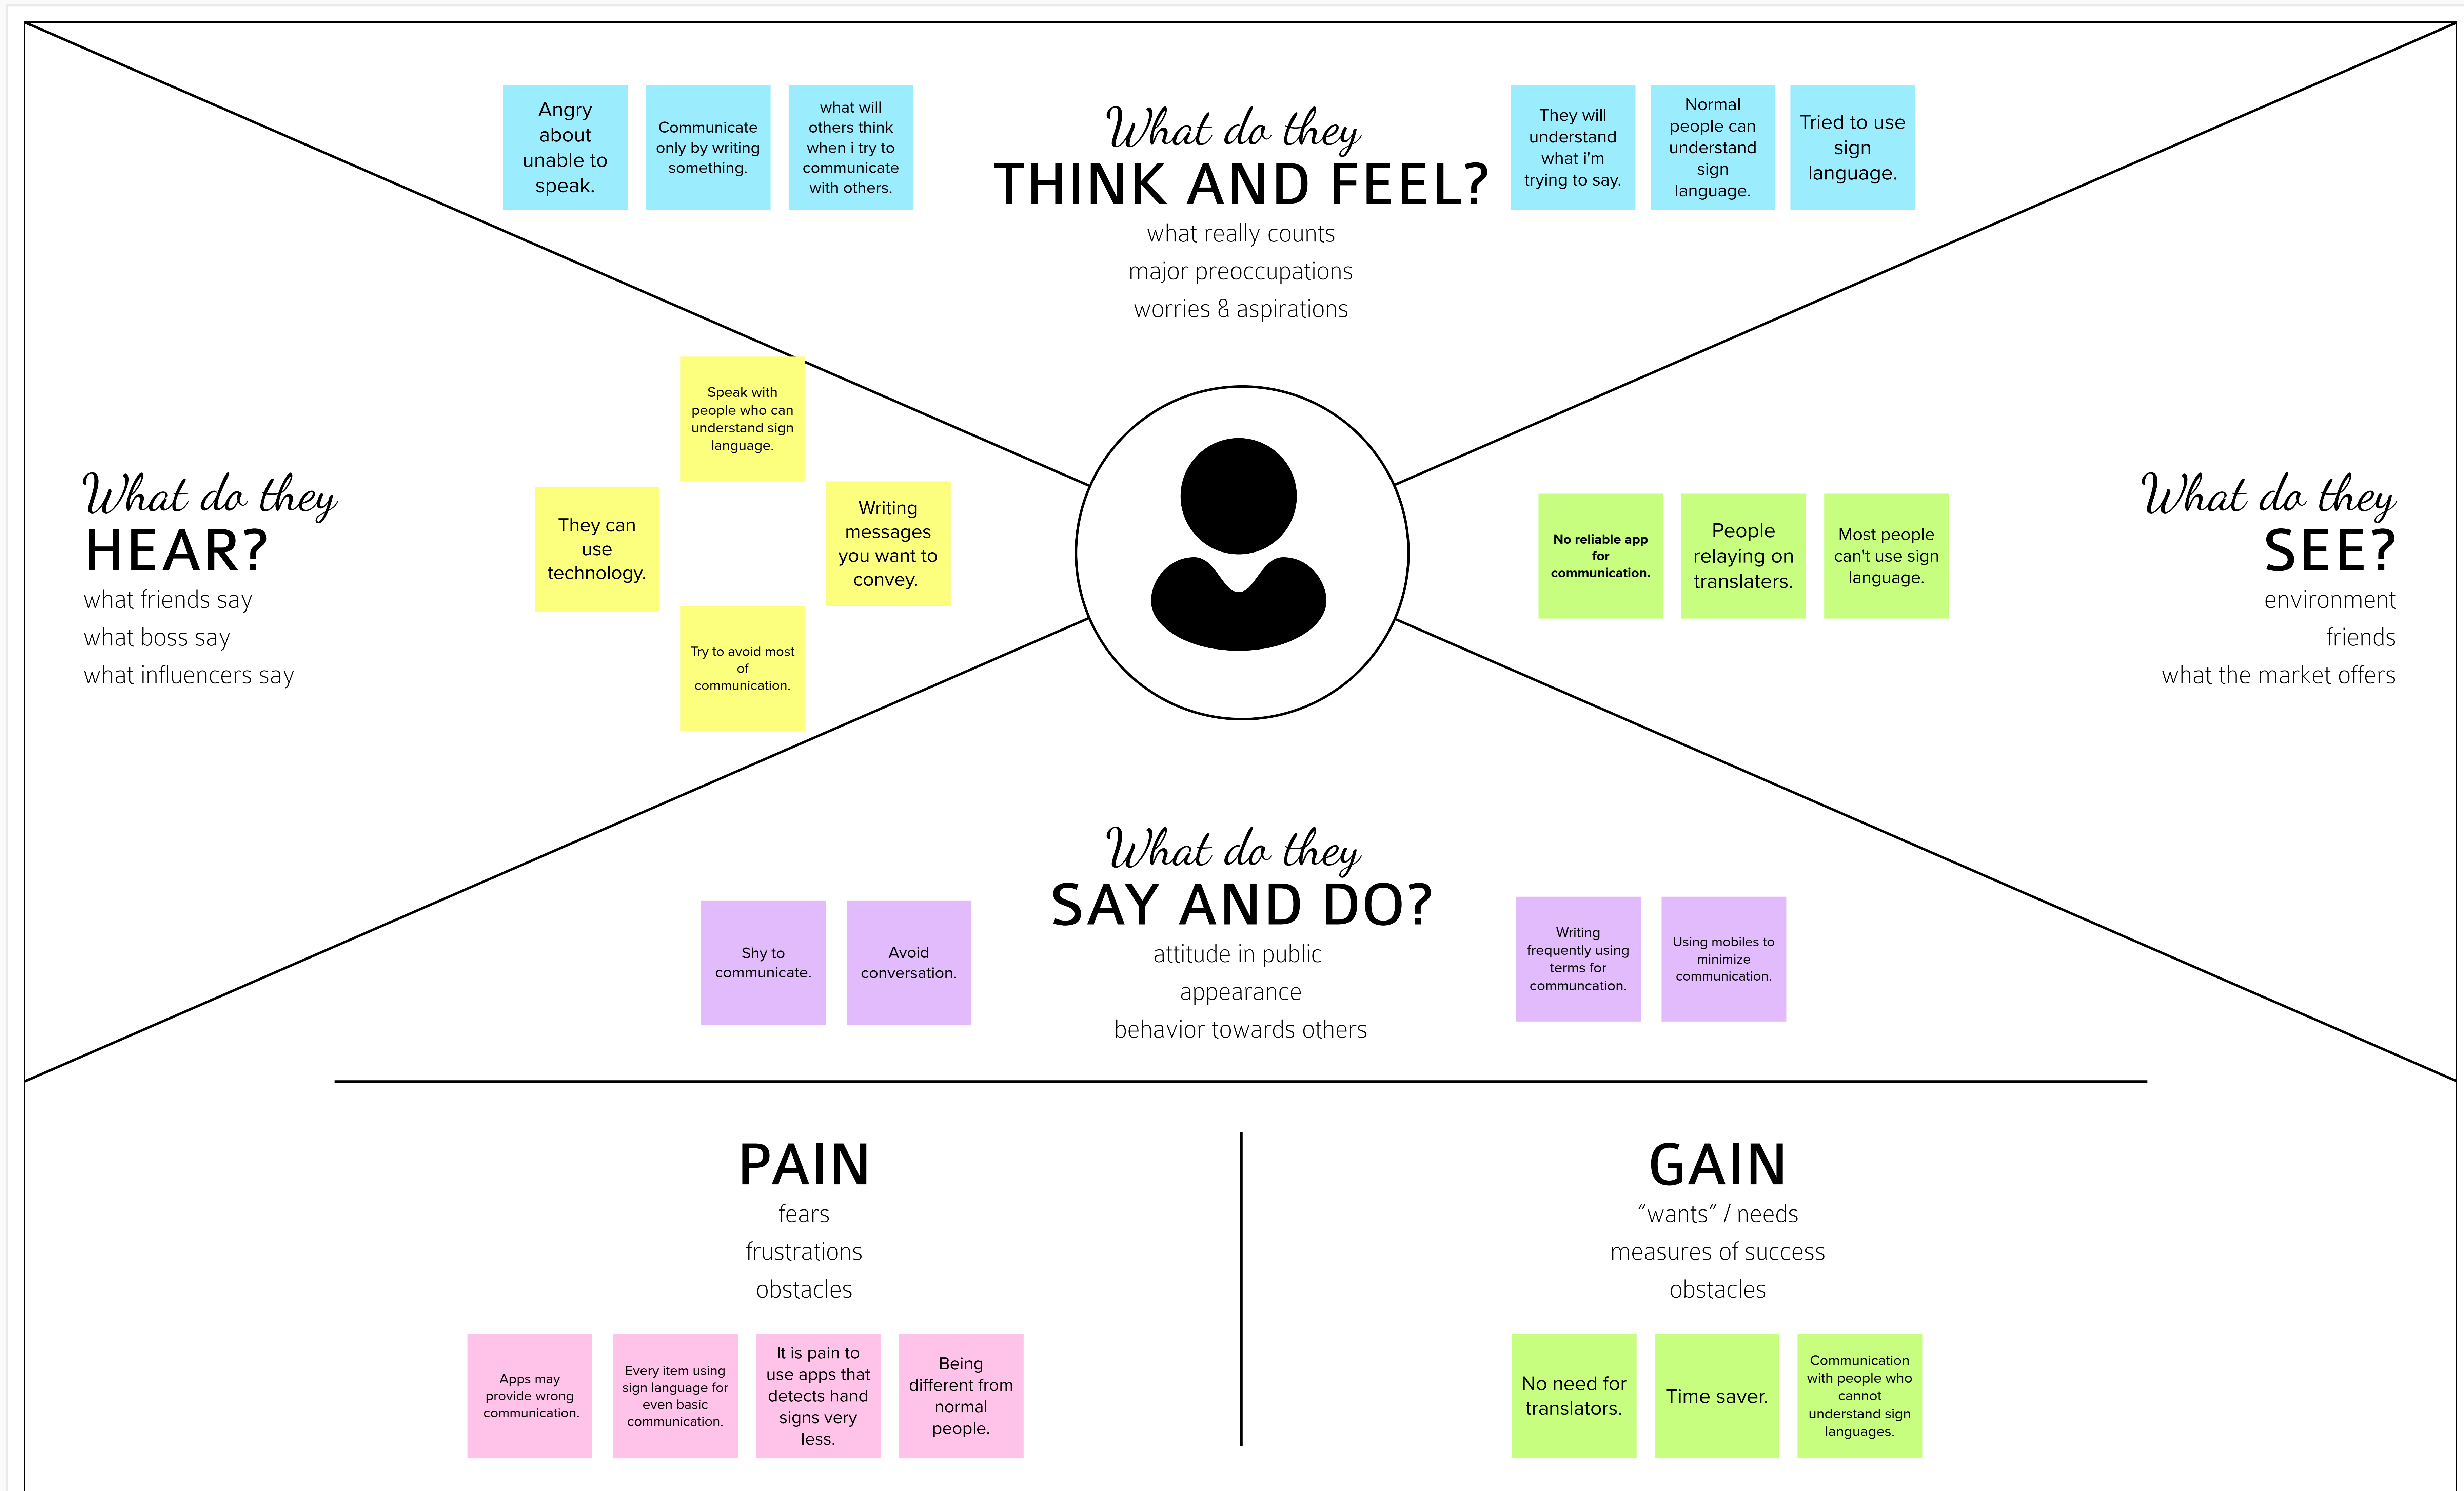 Angry
about
unable to
speak.
Communicate
only by writing
something.
what will
others think
when i try to
communicate
with others.
What do they
THINK AND FEEL?
what really counts
major preoccupations
worries & aspirations
They will
understand
what i'm
trying to say.
Normal
people can
understand
sign
language.
Tried to use
sign
language.
What do they
HEAR?
what friends say
what boss say
what influencers say
Speak with
people who can
understand sign
language.
They can
use
technology.
Writing
messages
you want to
convey.
Try to avoid most
of
communication.
No reliable app
for
communication.
People
relaying on
translaters.
Most people
can't use sign
language.
What do they
SEE?
environment
friends
what the market offers
What do they
SAY AND DO?
attitude in public
appearance
behavior towards others
Shy to
communicate.
Avoid
conversation.
Writing
frequently using
terms for
communcation.
Using mobiles to
minimize
communication.
PAIN
fears
frustrations
obstacles
Apps may
provide wrong
communication.
Every item using
sign language for
even basic
communication.
It is pain to
use apps that
detects hand
signs very
less.
Being
different from
normal
people.
GAIN
“wants” / needs
measures of success
obstacles
No need for
translators.
Time saver.
Communication
with people who
cannot
understand sign
languages.